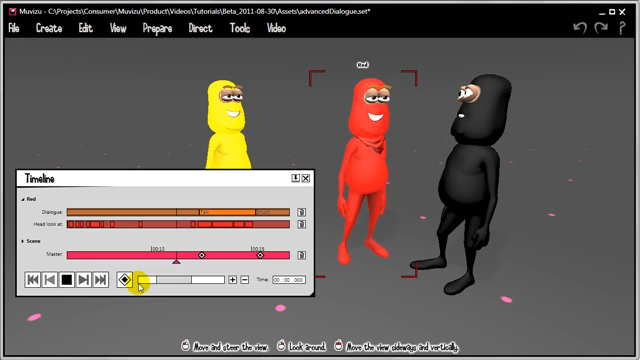 Muvizu - C:\Projects\Consumer\Muvizu\Product\Videos\Tutorials\Beta_2011-08-30\Assets\advancedDialogue.set*
File Create Edit View Prepare Direct Tools Video
Red
Timeline
Red
Dialogue:
Head look at:
Scene
00:10 00:15
Master:
Time: 00 : 00 .000
Move and steer the view. Look around. Move the view sideways and vertically.